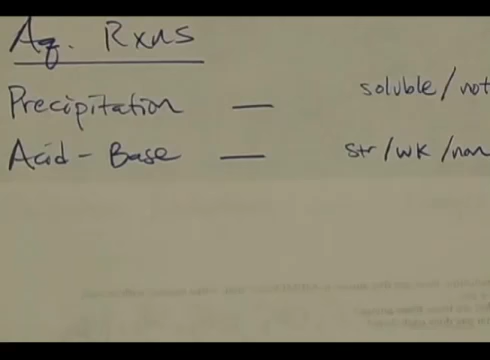 Aq. Rxns
Precipitation — soluble/not
Acid - Base — str/wk/non